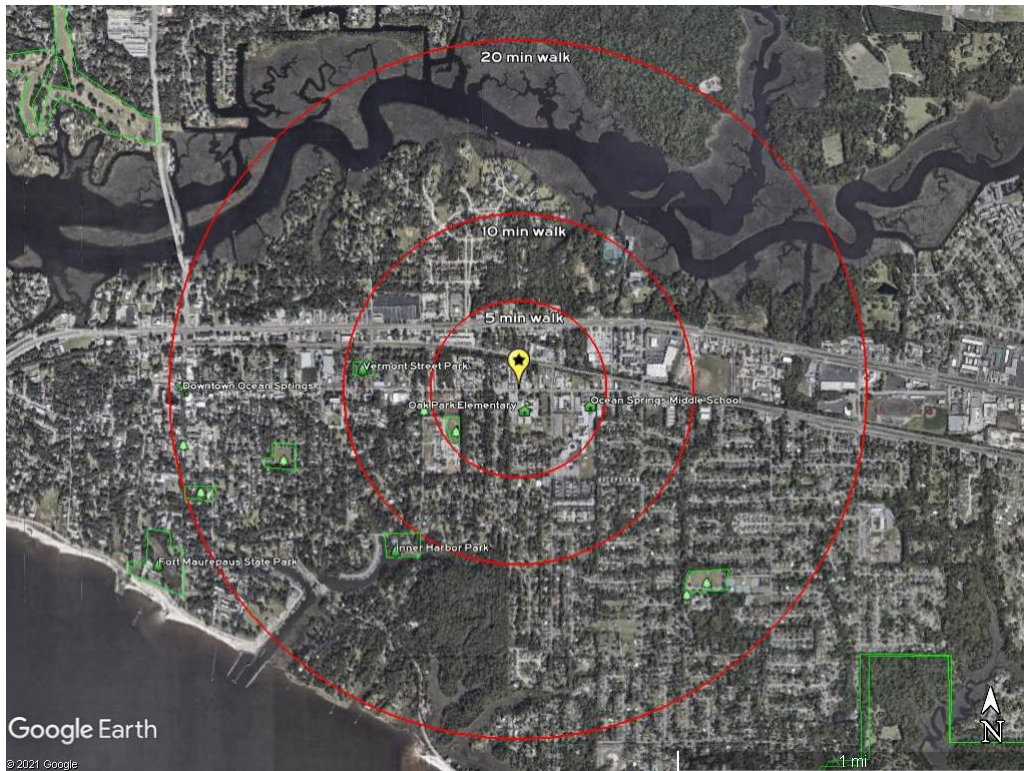 20 min walk
10 min walk
5 min walk
Vermont Street Park
Downtown Ocean Springs
Oak Park Elementary
Ocean Springs Middle School
Inner Harbor Park
Fort Maurepaus State Park
Google Earth
N
1 mi
© 2021 Google